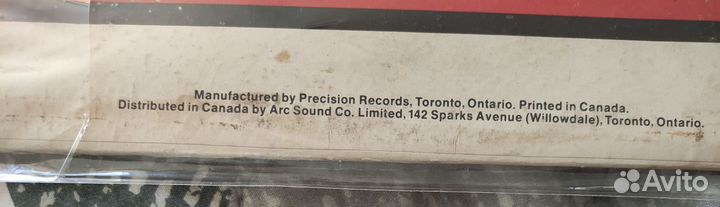 Manufactured by Precision Records, Toronto, Ontario. Printed in Canada.
Distributed in Canada by Arc Sound Co. Limited, 142 Sparks Avenue (Willowdale), Toronto, Ontario.
Avito